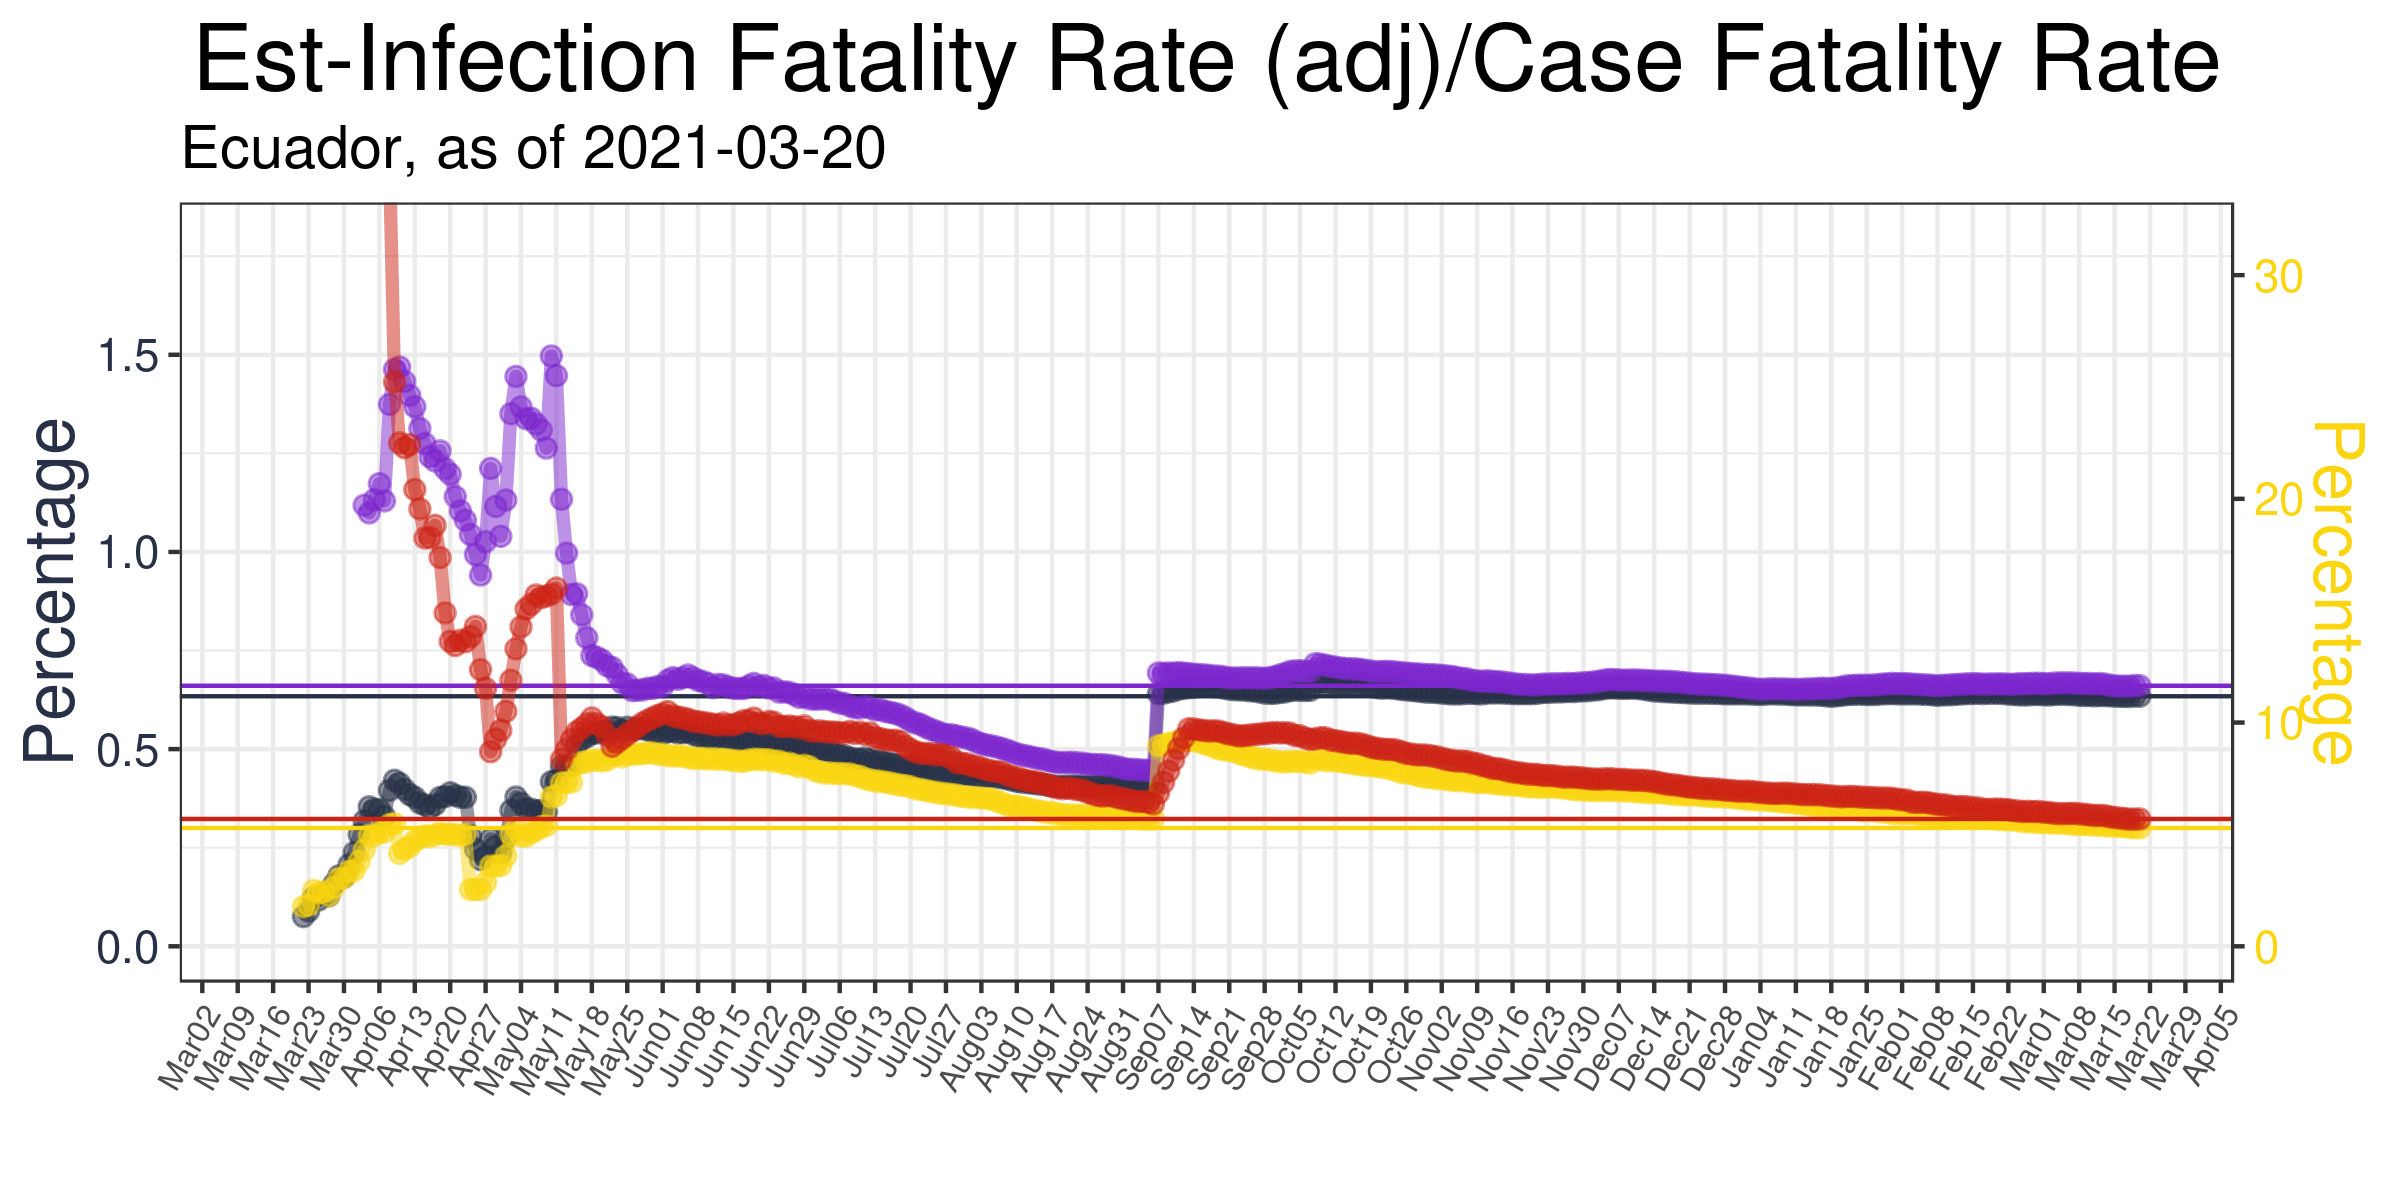 Est-Infection Fatality Rate (adj)/Case Fatality Rate
Ecuador, as of 2021-03-20
Percentage
1.5
1.0
0.5
0.0
30
20
10
0
Percentage
Mar02 Mar09 Mar16 Mar23 Mar30 Apr06 Apr13 Apr20 Apr27 May04 May11 May18 May25 Jun01 Jun08 Jun15 Jun22 Jun29 Jul06 Jul13 Jul20 Jul27 Aug03 Aug10 Aug17 Aug24 Aug31 Sep07 Sep14 Sep21 Sep28 Oct05 Oct12 Oct19 Oct26 Nov02 Nov09 Nov16 Nov23 Nov30 Dec07 Dec14 Dec21 Dec28 Dec04 Jan11 Jan18 Jan25 Feb01 Feb08 Feb15 Feb22 Mar01 Mar08 Mar15 Mar22 Mar29 Apr05